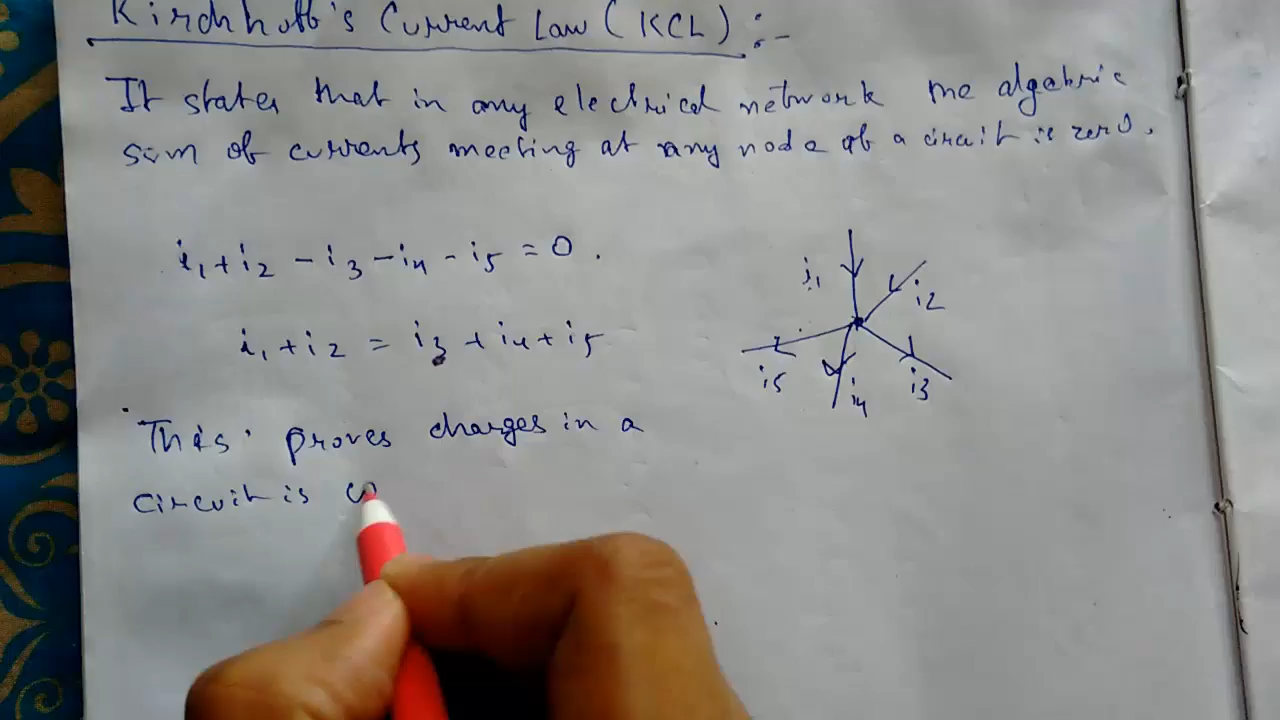 Kirchhoff's Current Law (KCL) :-
It states that in any electrical network the algebric
sum of currents meeting at any node of a circuit is zero.
i1+i2 -i3-i4-i5 =0.
i1+i2 = i3+i4+i5
i1
i2
i5
i4
i3
This proves charges in a
circuit is